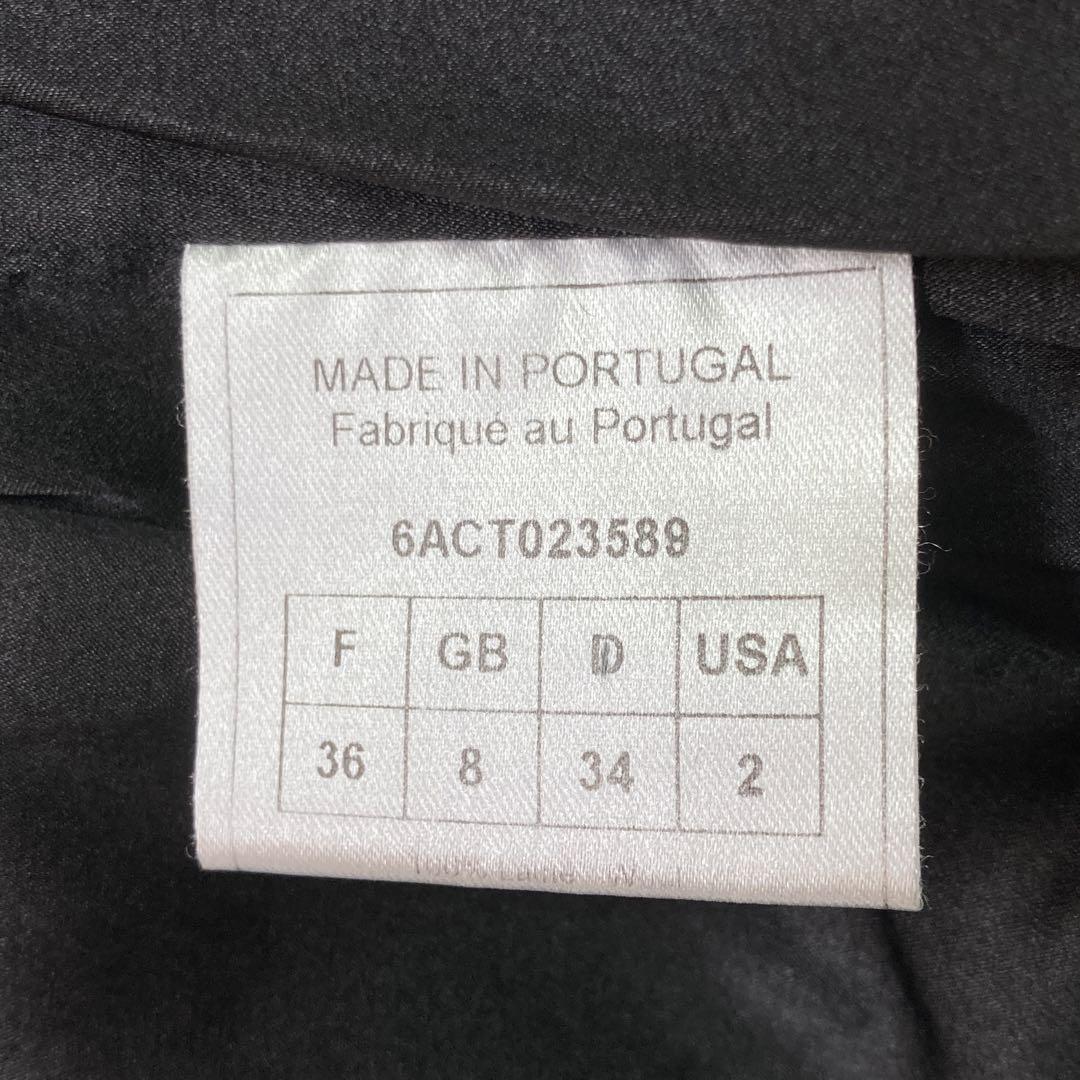 MADE IN PORTUGAL
Fabriqué au Portugal
6ACT023589
F GB D USA
36 8 34 2